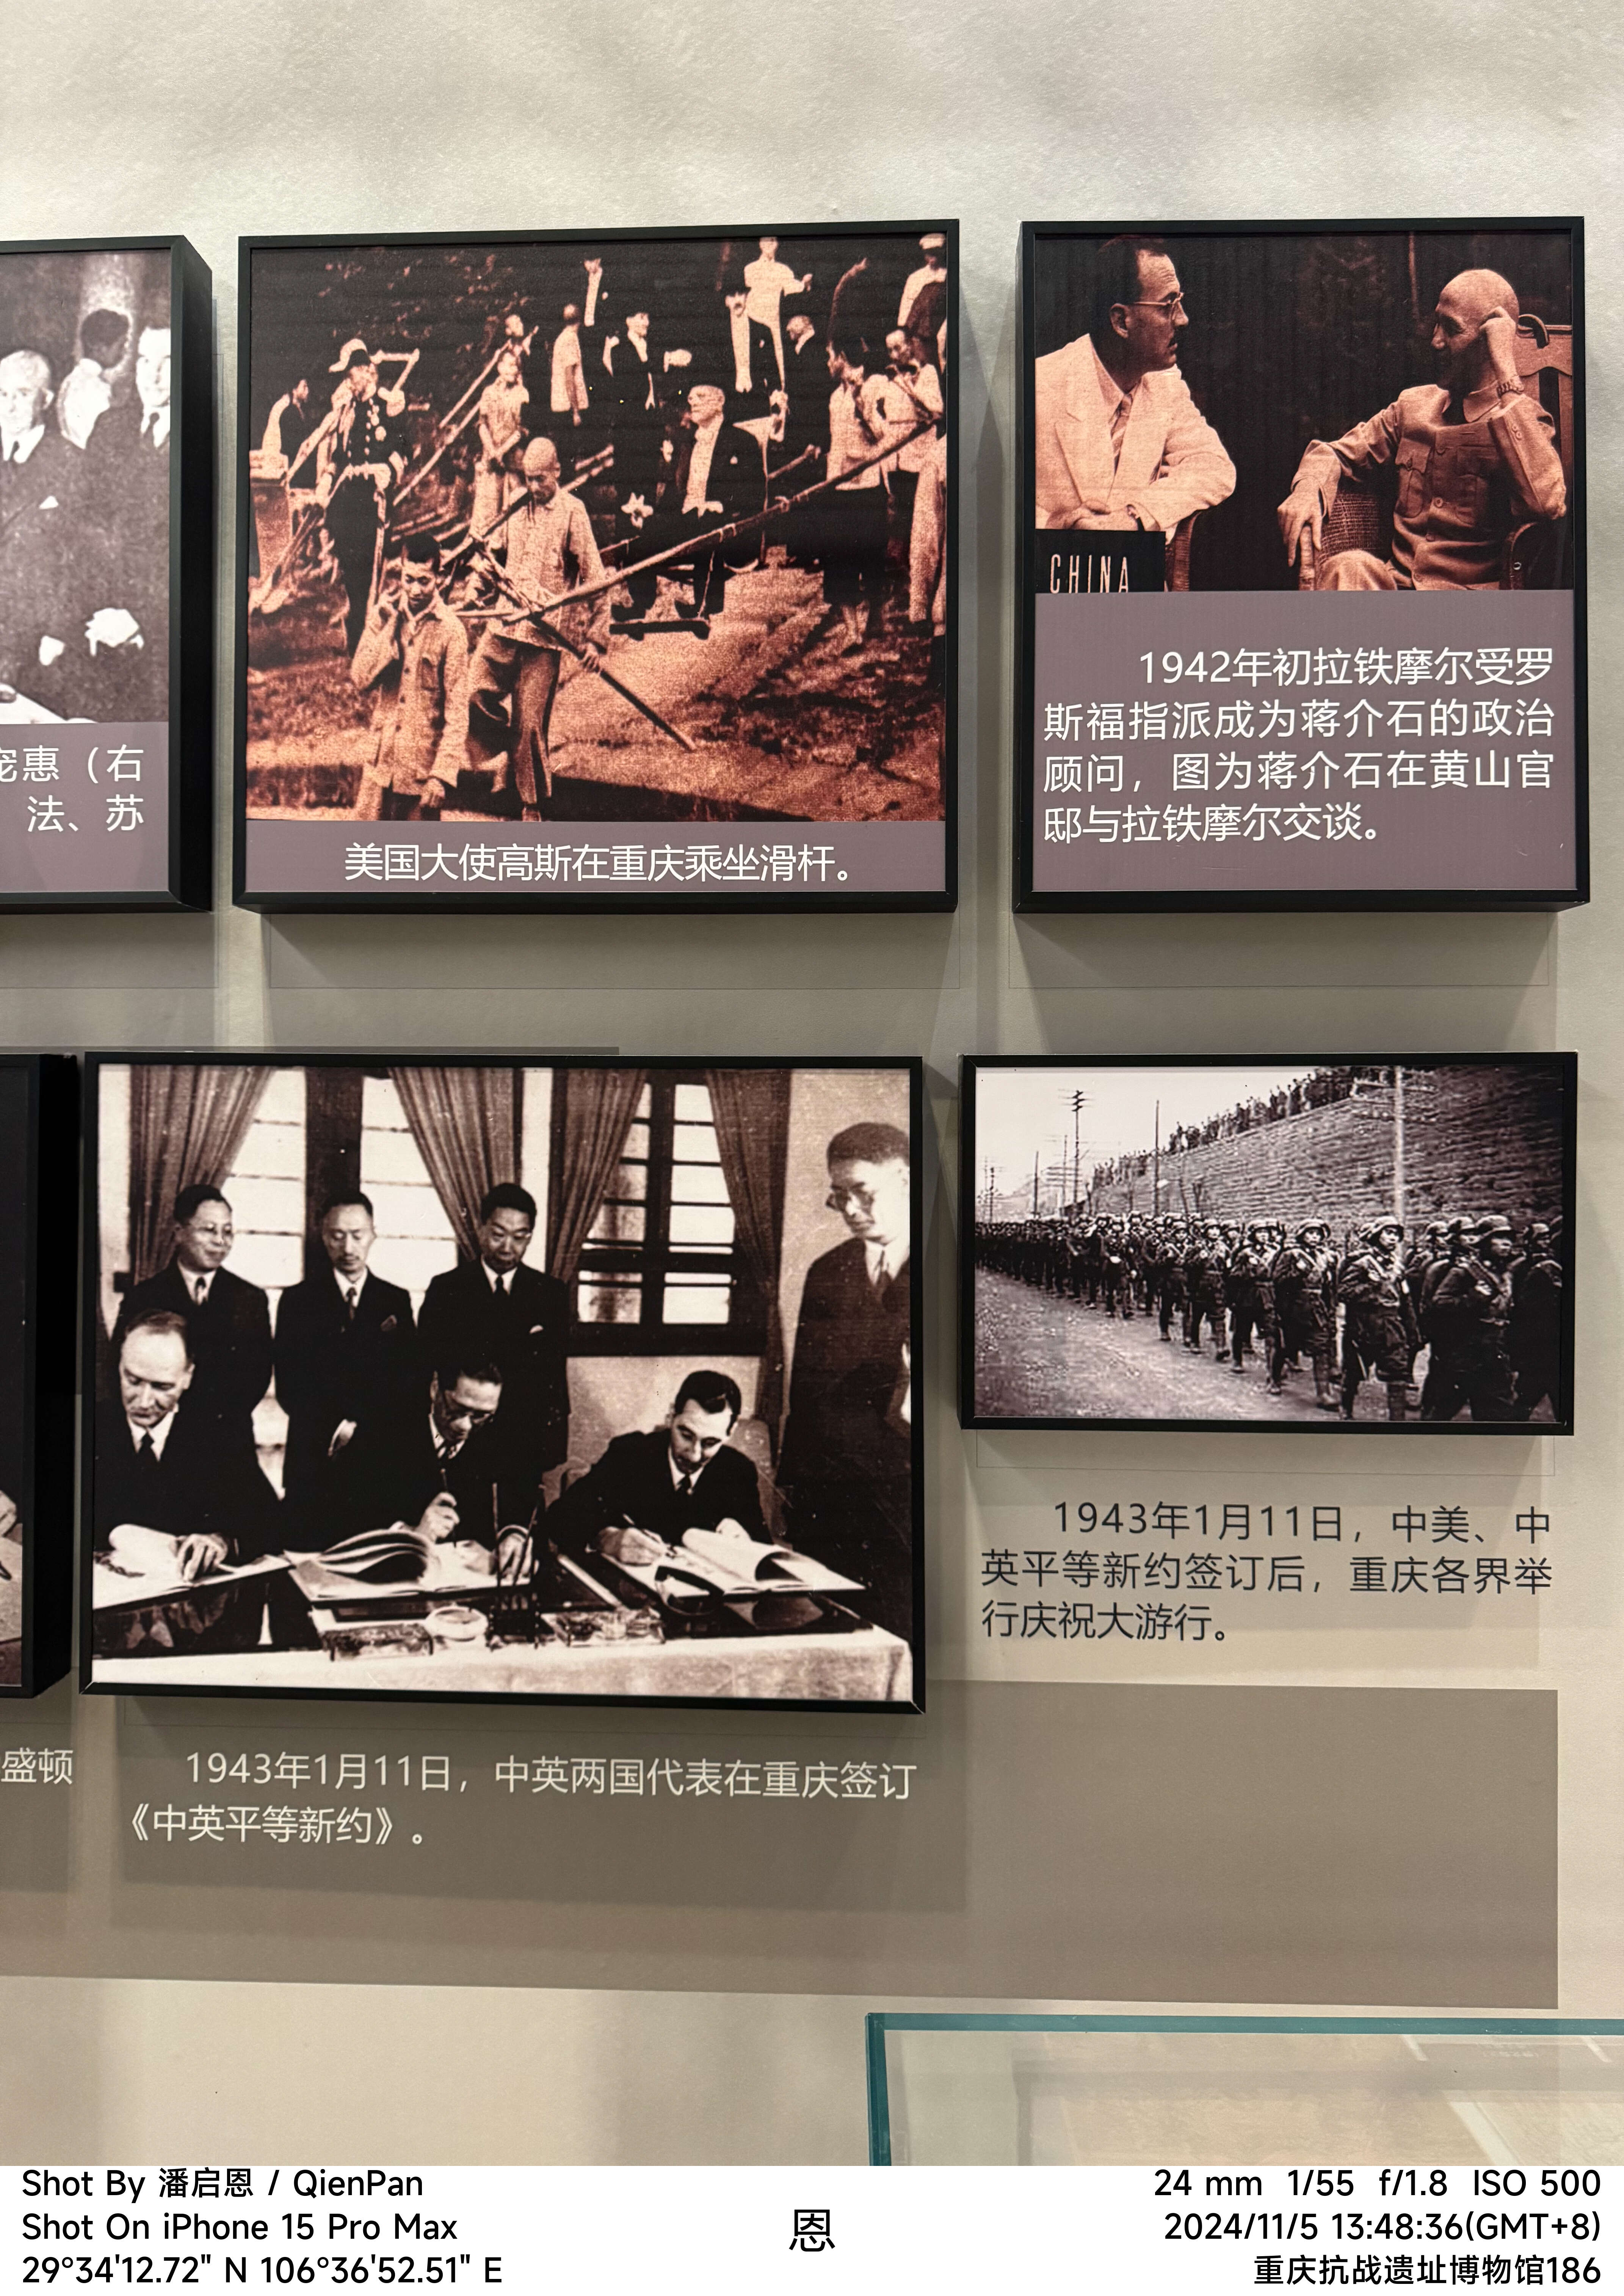 宠惠（右
法、苏
美国大使高斯在重庆乘坐滑杆。
CHINA
1942年初拉铁摩尔受罗
斯福指派成为蒋介石的政治
顾问，图为蒋介石在黄山官
邸与拉铁摩尔交谈。
盛顿
1943年1月11日，中英两国代表在重庆签订
《中英平等新约》。
1943年1月11日，中美、中
英平等新约签订后，重庆各界举
行庆祝大游行。
Shot By 潘启恩 / QienPan
Shot On iPhone 15 Pro Max
29°34'12.72" N 106°36'52.51" E
恩
24 mm 1/55 f/1.8 ISO 500
2024/11/5 13:48:36(GMT+8)
重庆抗战遗址博物馆186